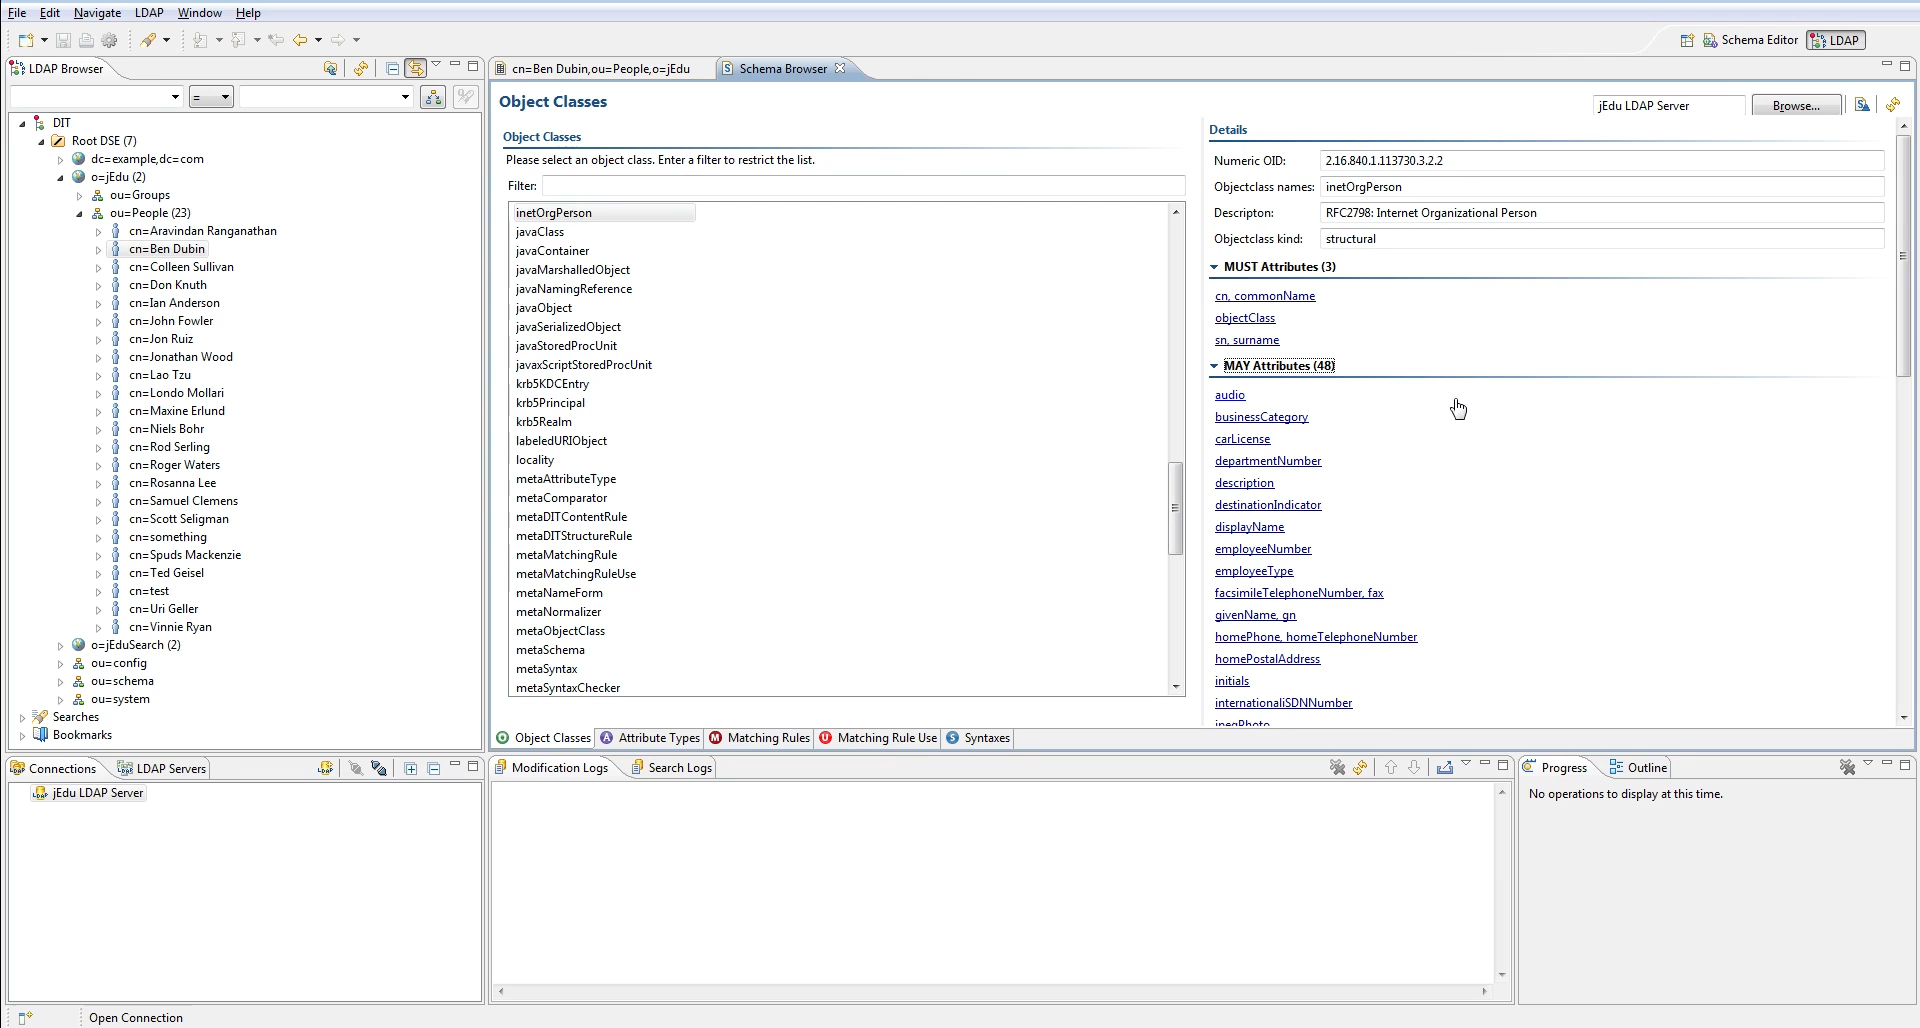 File Edit Navigate LDAP Window Help
Schema Editor LDAP
LDAP Browser
=
DIT
Root DSE (7)
dc=example,dc=com
o=jEdu (2)
ou=Groups
ou=People (23)
cn=Aravindan Ranganathan
cn=Ben Dubin
cn=Colleen Sullivan
cn=Don Knuth
cn=Ian Anderson
cn=John Fowler
cn=Jon Ruiz
cn=Jonathan Wood
cn=Lao Tzu
cn=Londo Mollari
cn=Maxine Erlund
cn=Niels Bohr
cn=Rod Serling
cn=Roger Waters
cn=Rosanna Lee
cn=Samuel Clemens
cn=Scott Seligman
cn=something
cn=Spuds Mackenzie
cn=Ted Geisel
cn=test
cn=Uri Geller
cn=Vinnie Ryan
o=jEduSearch (2)
ou=config
ou=schema
ou=system
Searches
Bookmarks
cn=Ben Dubin,ou=People,o=jEdu Schema Browser
Object Classes
jEdu LDAP Server Browse...
Object Classes
Please select an object class. Enter a filter to restrict the list.
Filter:
inetOrgPerson
javaClass
javaContainer
javaMarshalledObject
javaNamingReference
javaObject
javaSerializedObject
javaStoredProcUnit
javaxScriptStoredProcUnit
krb5KDCEntry
krb5Principal
krb5Realm
labeledURIObject
locality
metaAttributeType
metaComparator
metaDITContentRule
metaDITStructureRule
metaMatchingRule
metaMatchingRuleUse
metaNameForm
metaNormalizer
metaObjectClass
metaSchema
metaSyntax
metaSyntaxChecker
Details
Numeric OID: 2.16.840.1.113730.3.2.2
Objectclass names: inetOrgPerson
Descripton: RFC2798: Internet Organizational Person
Objectclass kind: structural
MUST Attributes (3)
cn, commonName
objectClass
sn, surname
MAY Attributes (48)
audio
businessCategory
carLicense
departmentNumber
description
destinationIndicator
displayName
employeeNumber
employeeType
facsimileTelephoneNumber, fax
givenName, gn
homePhone, homeTelephoneNumber
homePostalAddress
initials
internationaliSDNNumber
jpegPhoto
Object Classes Attribute Types Matching Rules Matching Rule Use Syntaxes
Connections LDAP Servers
jEdu LDAP Server
Modification Logs Search Logs
Progress Outline
No operations to display at this time.
Open Connection